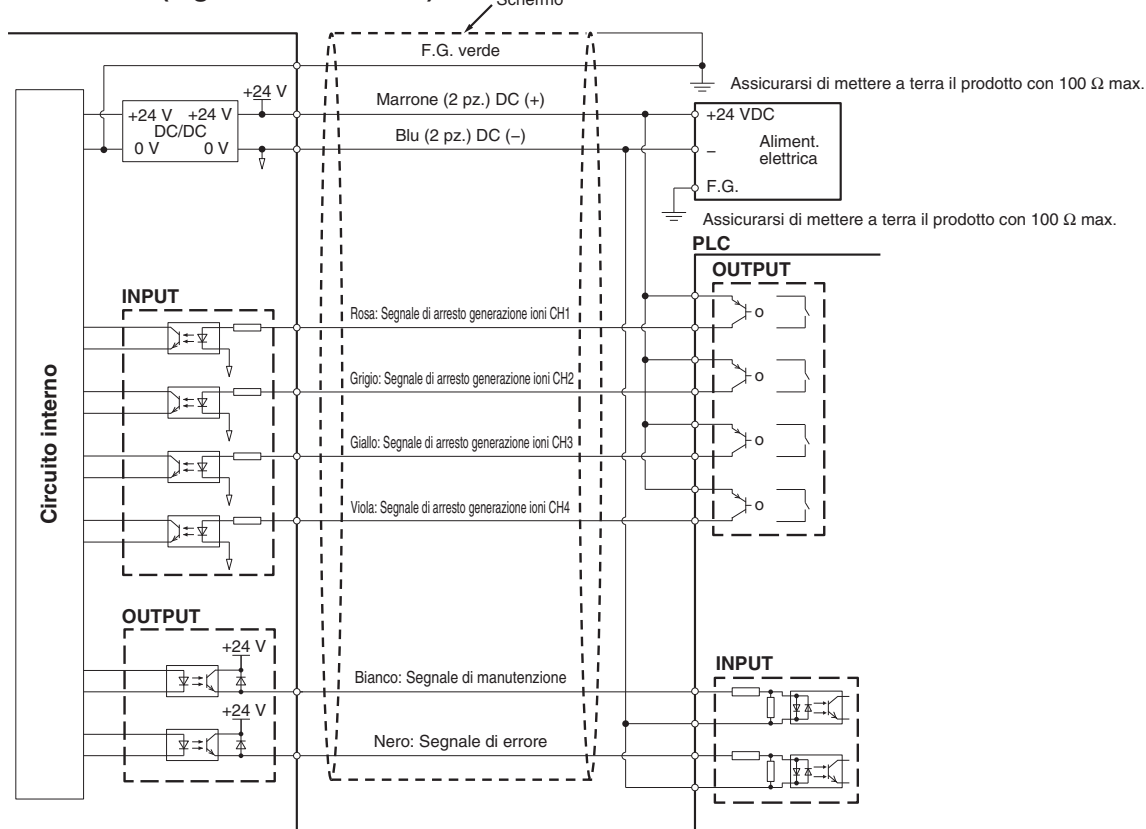 Schermo
F.G. verde
Assicurarsi di mettere a terra il prodotto con 100 Ω max.
+24 V
Marrone (2 pz.) DC (+)
+24 VDC
+24 V +24 V
DC/DC
0 V 0 V
Blu (2 pz.) DC (−)
–
Aliment.
elettrica
F.G.
Assicurarsi di mettere a terra il prodotto con 100 Ω max.
PLC
OUTPUT
INPUT
Rosa: Segnale di arresto generazione ioni CH1
O
Grigio: Segnale di arresto generazione ioni CH2
O
Giallo: Segnale di arresto generazione ioni CH3
O
Viola: Segnale di arresto generazione ioni CH4
O
Circuito interno
OUTPUT
+24 V
INPUT
Bianco: Segnale di manutenzione
+24 V
Nero: Segnale di errore